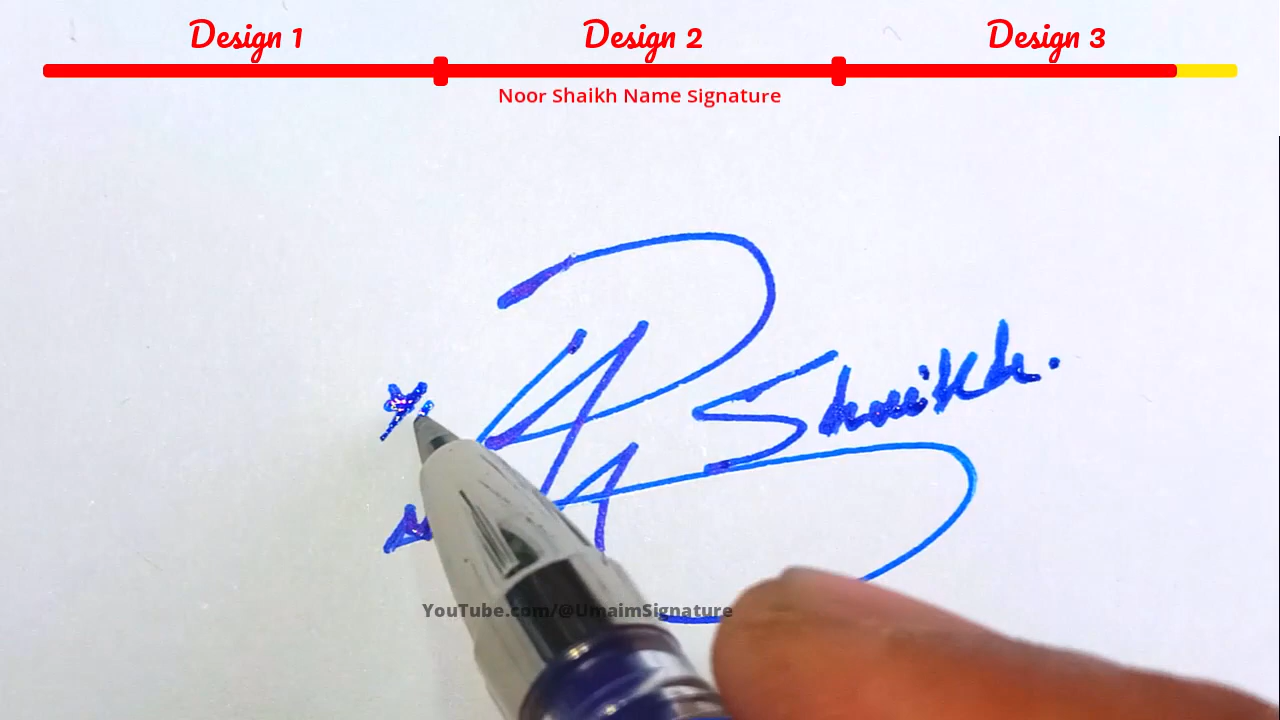 Design 1 Design 2 Design 3
Noor Shaikh Name Signature
Shaikh.
YouTube.com/@UmaimSignature